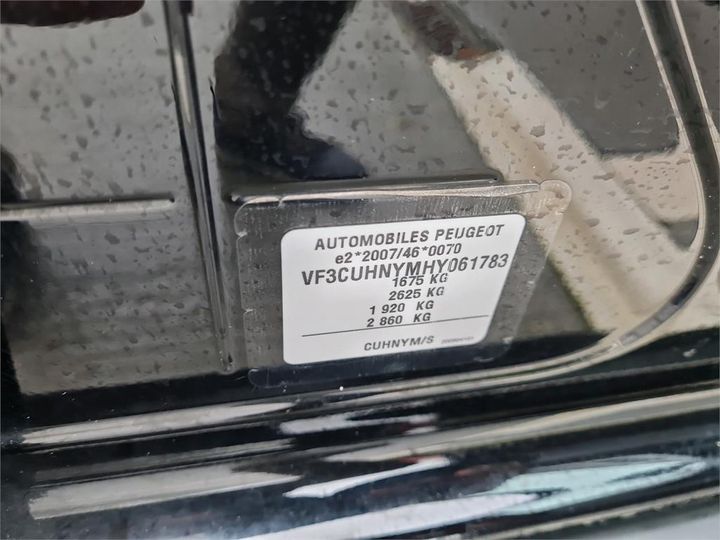 AUTOMOBILES PEUGEOT
e2*2007/46*0070
VF3CUHNYMHY061783
1675 KG
2625 KG
1 920 KG
2 860 KG
CUHNYM/S